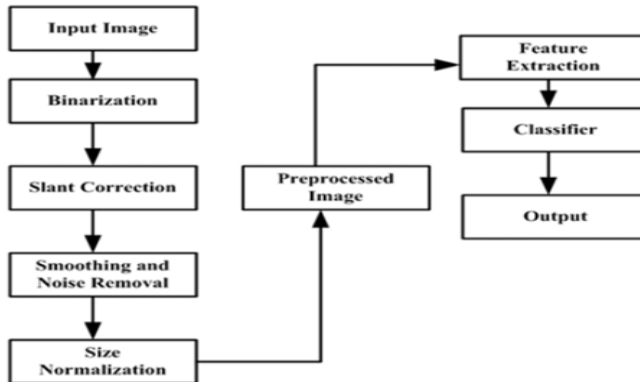 Input Image
Binarization
Slant Correction
Smoothing and
Noise Removal
Size
Normalization
Preprocessed
Image
Feature
Extraction
Classifier
Output